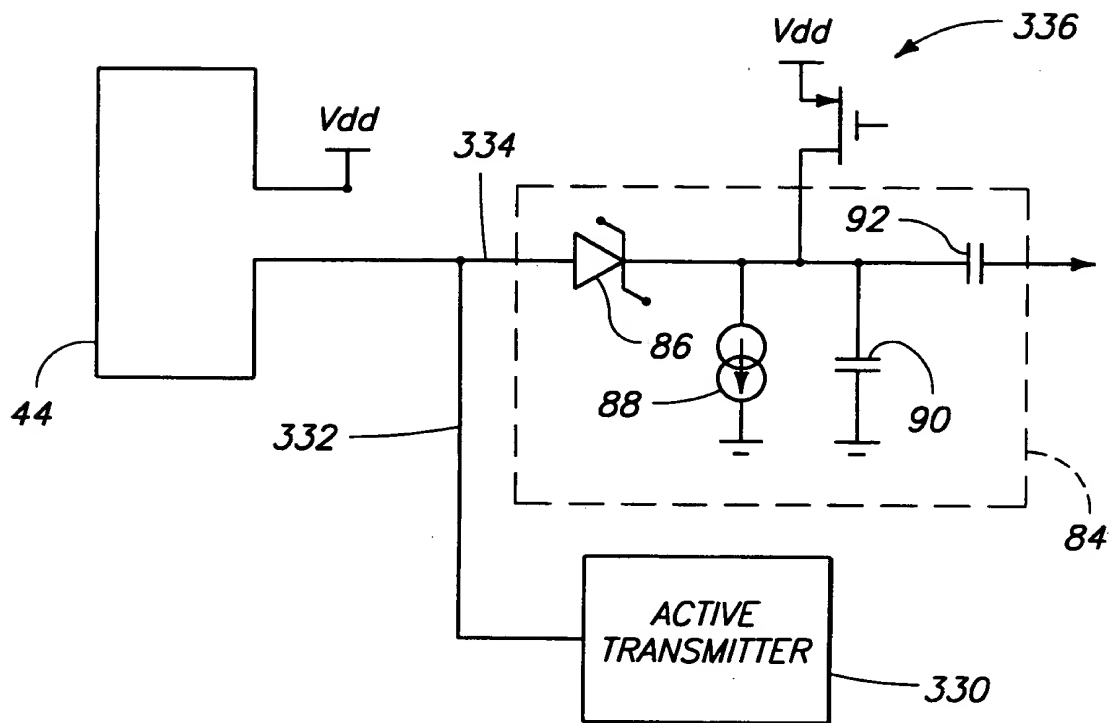 Vdd
336
Vdd
334
92
86
88
90
44
332
84
ACTIVE
TRANSMITTER
330